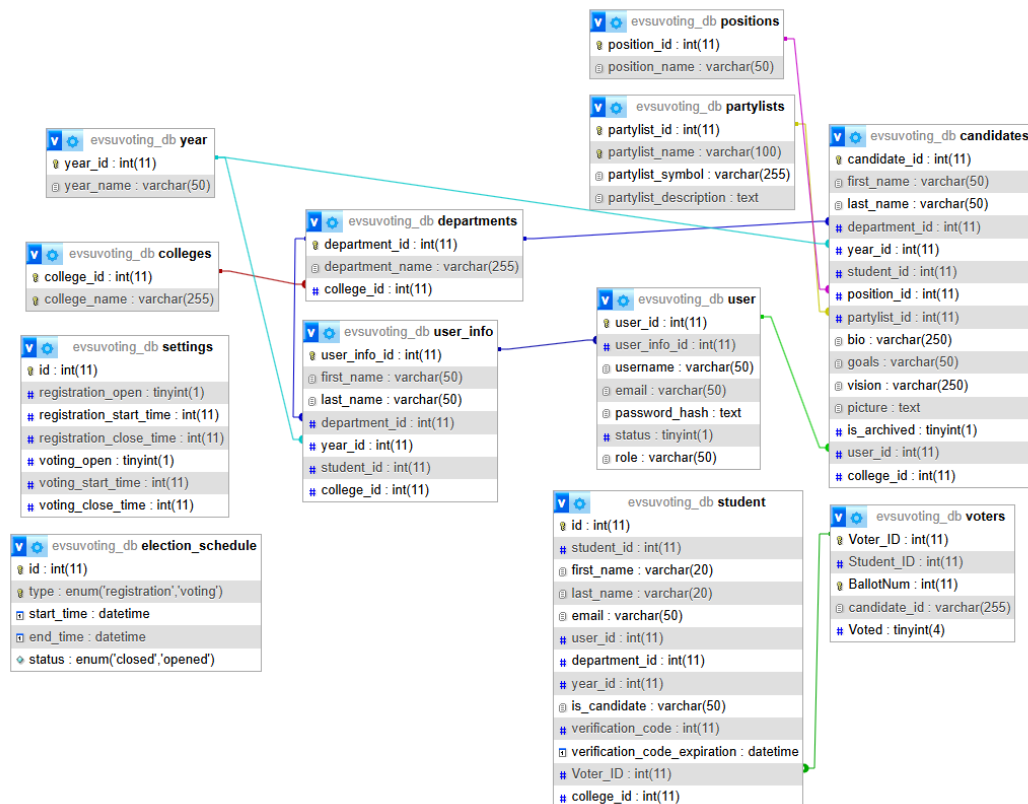 evsuvoting_db positions
position_id : int(11)
position_name : varchar(50)
evsuvoting_db partylists
partylist_id : int(11)
partylist_name : varchar(100)
partylist_symbol : varchar(255)
partylist_description : text
evsuvoting_db candidates
candidate_id : int(11)
first_name : varchar(50)
last_name : varchar(50)
department_id : int(11)
year_id : int(11)
student_id : int(11)
position_id : int(11)
partylist_id : int(11)
bio : varchar(250)
goals : varchar(50)
vision : varchar(250)
picture : text
is_archived : tinyint(1)
user_id : int(11)
college_id : int(11)
evsuvoting_db year
year_id : int(11)
year_name : varchar(50)
evsuvoting_db departments
department_id : int(11)
department_name : varchar(255)
college_id : int(11)
evsuvoting_db colleges
college_id : int(11)
college_name : varchar(255)
evsuvoting_db user
user_id : int(11)
user_info_id : int(11)
username : varchar(50)
email : varchar(50)
password_hash : text
status : tinyint(1)
role : varchar(50)
evsuvoting_db user_info
user_info_id : int(11)
first_name : varchar(50)
last_name : varchar(50)
department_id : int(11)
year_id : int(11)
student_id : int(11)
college_id : int(11)
evsuvoting_db settings
id : int(11)
registration_open : tinyint(1)
registration_start_time : int(11)
registration_close_time : int(11)
voting_open : tinyint(1)
voting_start_time : int(11)
voting_close_time : int(11)
evsuvoting_db student
id : int(11)
student_id : int(11)
first_name : varchar(20)
last_name : varchar(20)
email : varchar(50)
user_id : int(11)
department_id : int(11)
year_id : int(11)
is_candidate : varchar(50)
verification_code : int(11)
verification_code_expiration : datetime
Voter_ID : int(11)
college_id : int(11)
evsuvoting_db voters
Voter_ID : int(11)
Student_ID : int(11)
BallotNum : int(11)
candidate_id : varchar(255)
Voted : tinyint(4)
evsuvoting_db election_schedule
id : int(11)
type : enum('registration','voting')
start_time : datetime
end_time : datetime
status : enum('closed','opened')